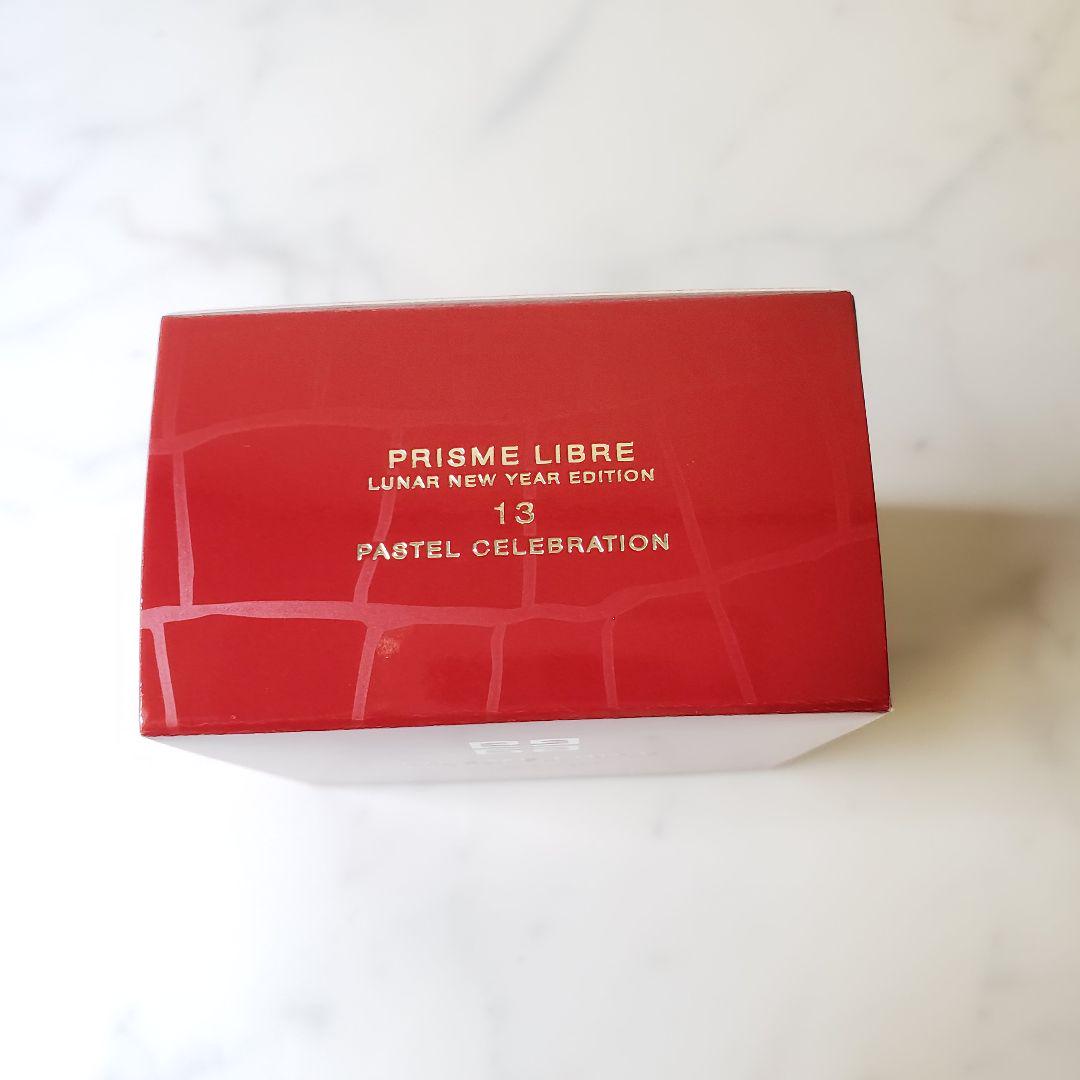 PRISME LIBRE
LUNAR NEW YEAR EDITION
13
PASTEL CELEBRATION